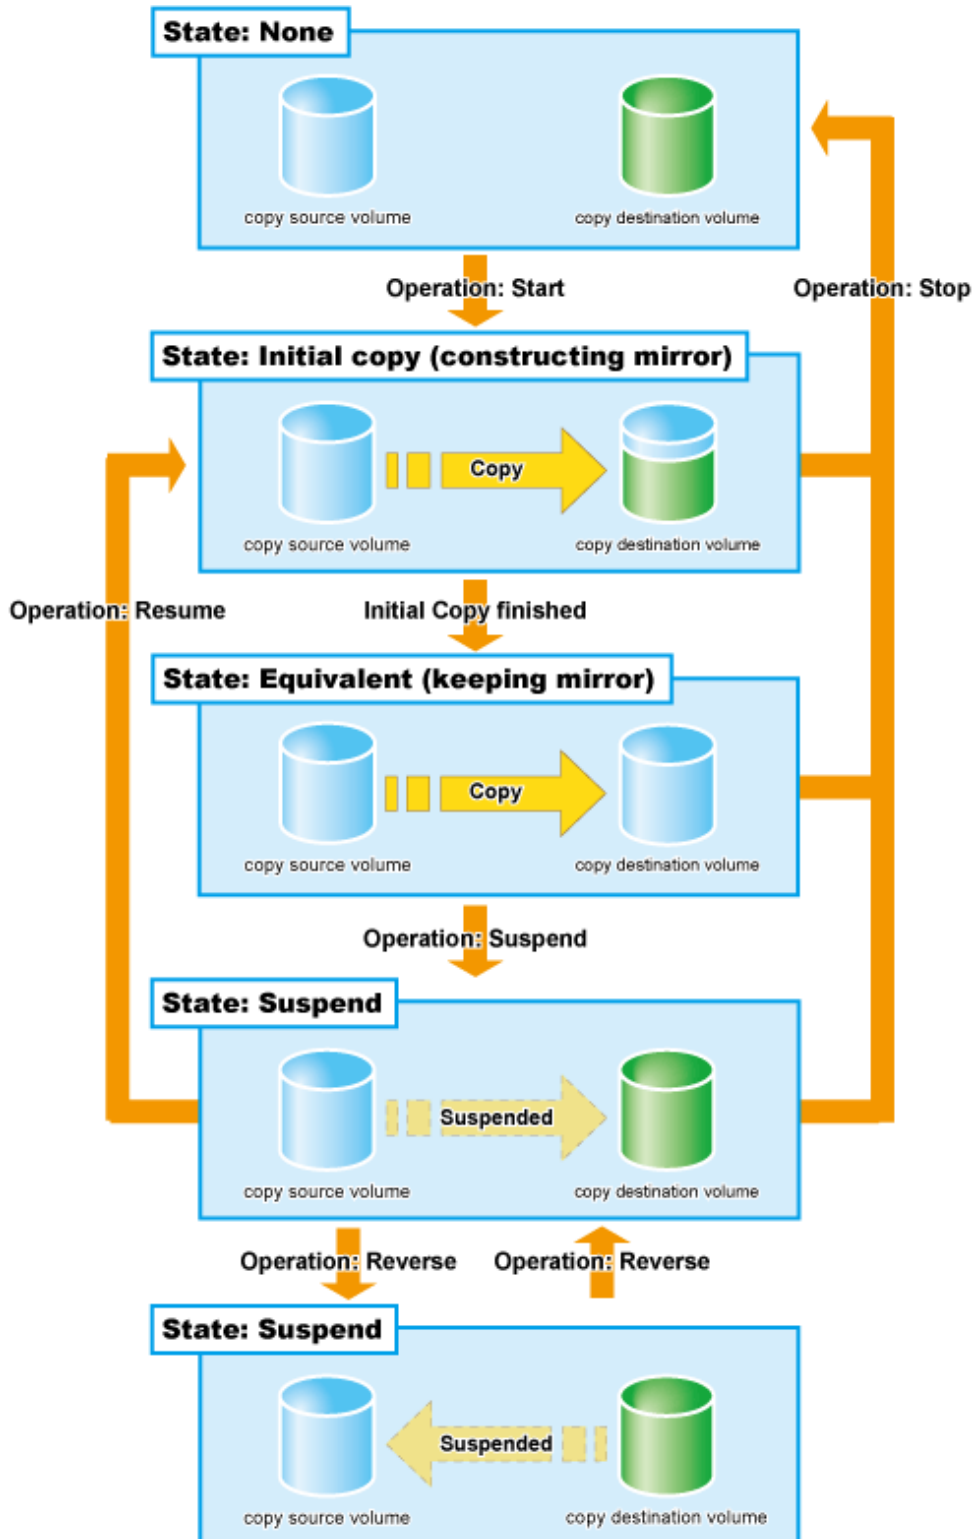 State: None
copy source volume
copy destination volume
Operation: Start
Operation: Stop
State: Initial copy (constructing mirror)
Copy
copy source volume
copy destination volume
Operation: Resume
Initial Copy finished
State: Equivalent (keeping mirror)
Copy
copy source volume
copy destination volume
Operation: Suspend
State: Suspend
Suspended
copy source volume
copy destination volume
Operation: Reverse
Operation: Reverse
State: Suspend
Suspended
copy source volume
copy destination volume